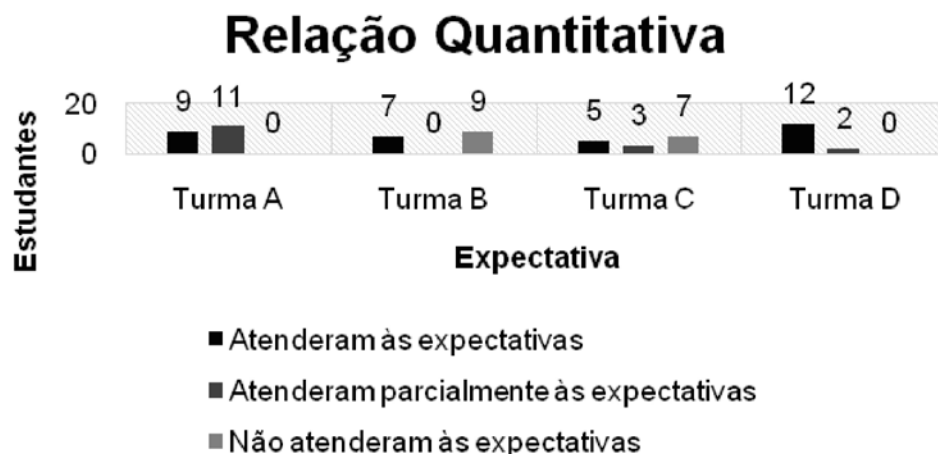 Relação Quantitativa
Estudantes
20
0
9 11 0 7 0 9 5 3 7 12 2 0
Turma A Turma B Turma C Turma D
Expectativa
Atenderam às expectativas
Atenderam parcialmente às expectativas
Não atenderam às expectativas